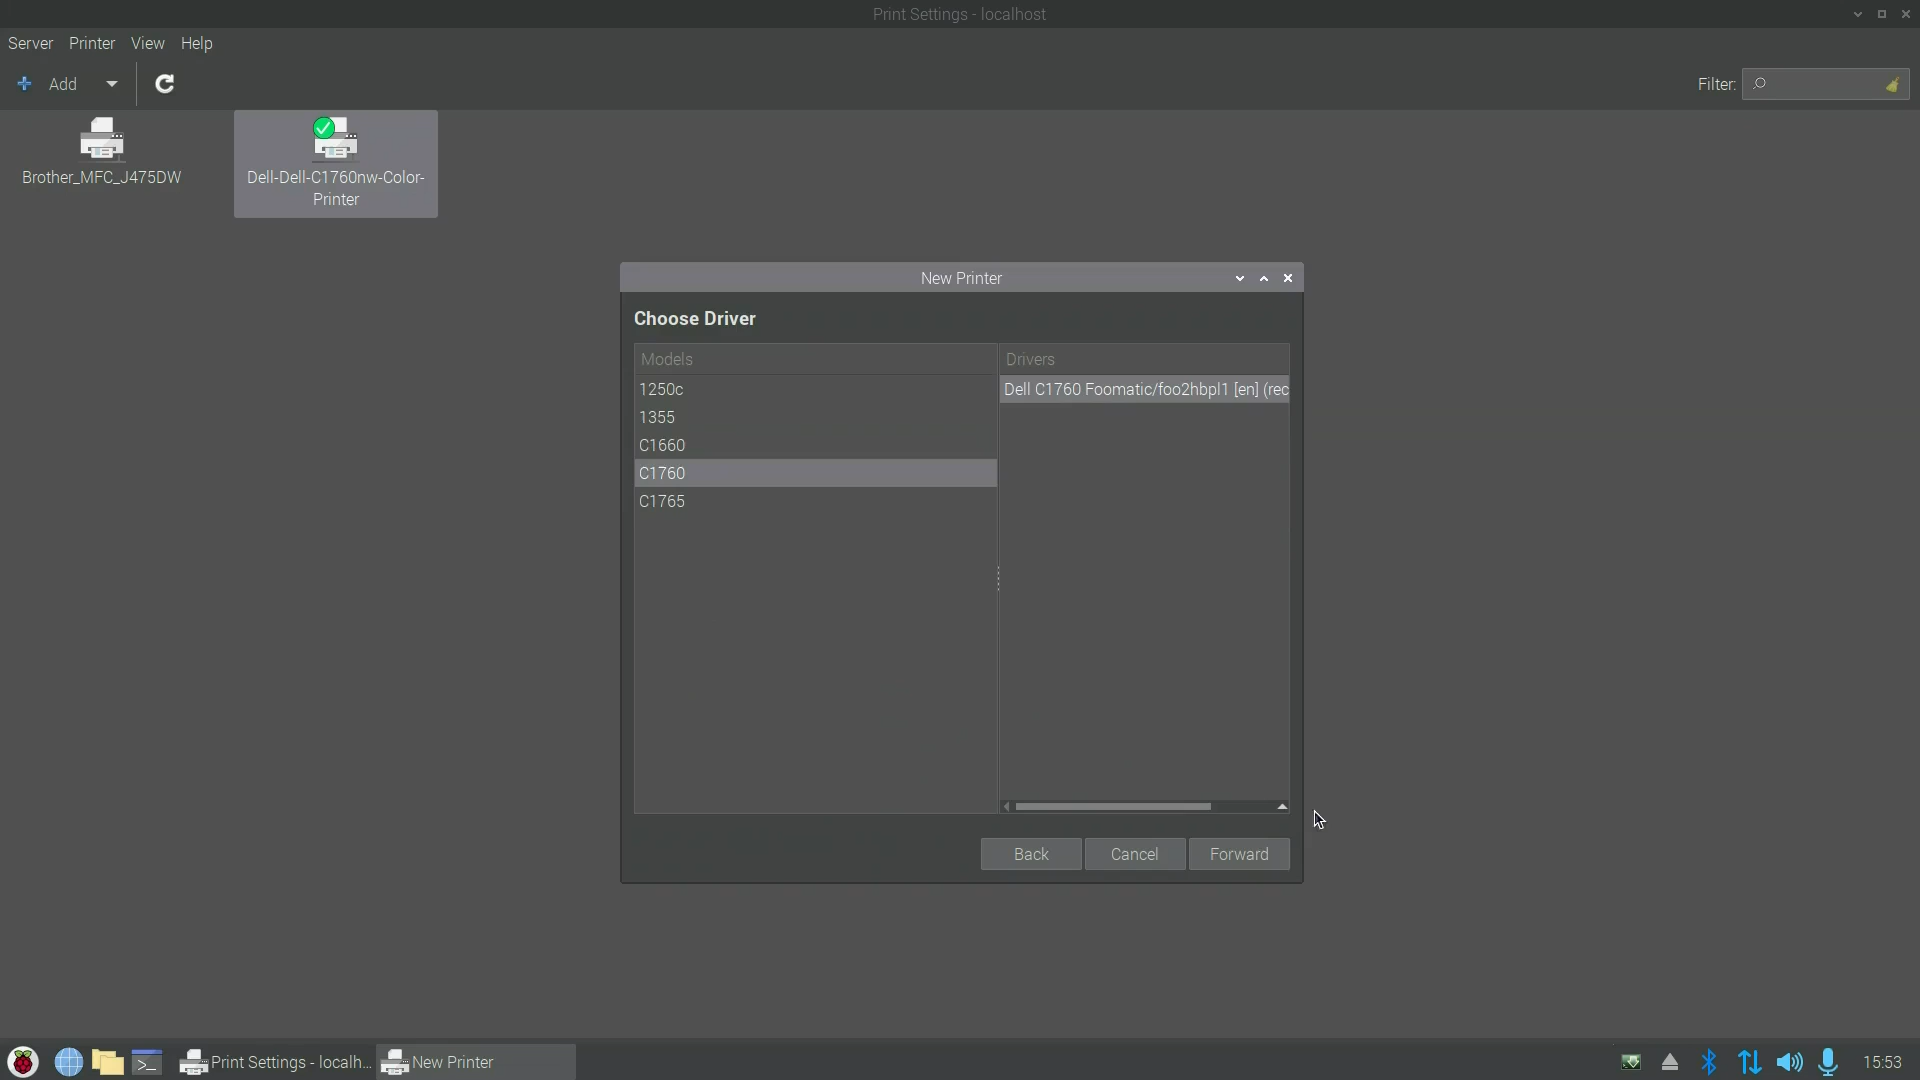 Print Settings - localhost
Server Printer View Help
Add
Filter:
Brother_MFC_J475DW
Dell-Dell-C1760nw-Color-
Printer
New Printer
Choose Driver
Models
Drivers
1250c
Dell C1760 Foomatic/foo2hbpl1 [en] (rec
1355
C1660
C1760
C1765
Back Cancel Forward
Print Settings - localh...
New Printer
15:53